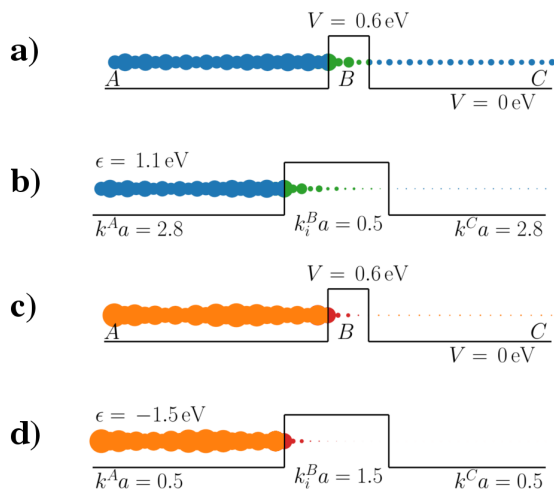 V = 0.6 eV
a)
A
B
C
V = 0 eV
ϵ = 1.1 eV
b)
k^A a = 2.8
k_i^B a = 0.5
k^C a = 2.8
V = 0.6 eV
c)
A
B
C
V = 0 eV
ϵ = −1.5 eV
d)
k^A a = 0.5
k_i^B a = 1.5
k^C a = 0.5